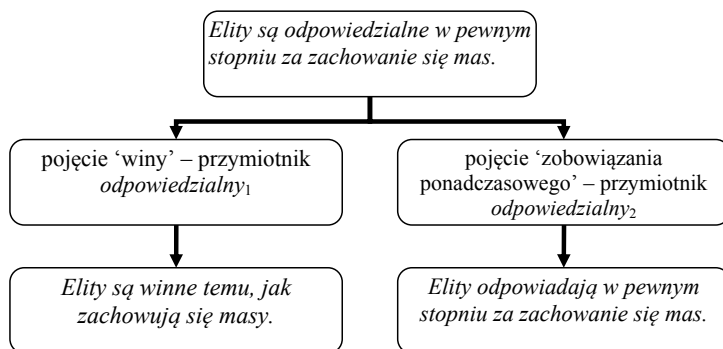 Elity są odpowiedzialne w pewnym
stopniu za zachowanie się mas.
pojęcie ‘winy’ – przymiotnik
odpowiedzialny₁
pojęcie ‘zobowiązania
ponadczasowego’ – przymiotnik
odpowiedzialny₂
Elity są winne temu, jak
zachowują się masy.
Elity odpowiadają w pewnym
stopniu za zachowanie się mas.